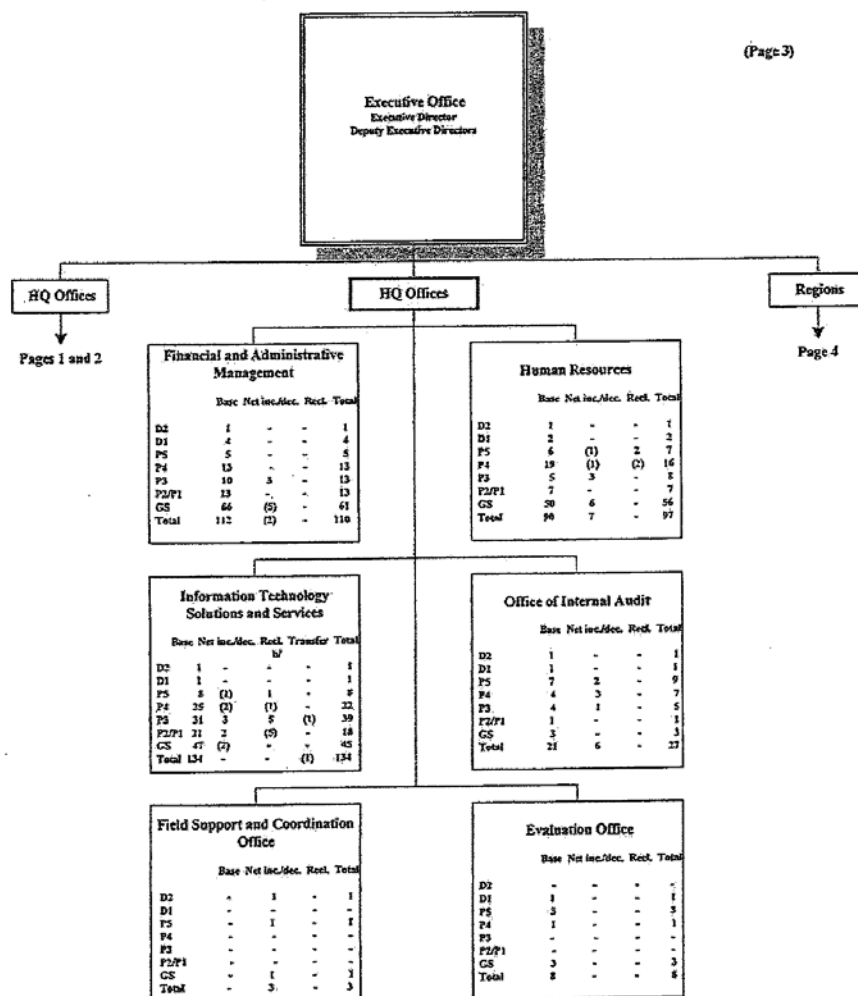 (Page 3)
Executive Office
Executive Director
Deputy Executive Directors
HQ Offices
HQ Offices
Regions
Pages 1 and 2
Page 4
Financial and Administrative
Management
Base Net inc./dec. Recl. Total
D2 1 - - 1
D1 4 - - 4
P5 5 - - 5
P4 13 - - 13
P3 10 3 - 13
P2/P1 13 - - 13
GS 66 (5) - 61
Total 112 (2) - 110
Human Resources
Base Net inc./dec. Recl. Total
D2 1 - - 1
D1 2 - - 2
P5 6 (1) 2 7
P4 19 (1) (2) 16
P3 5 3 - 8
P2/P1 7 - - 7
GS 50 6 - 56
Total 90 7 - 97
Information Technology
Solutions and Services
Base Net inc./dec. Recl. Transfer Total
D2 1 - - - 1
D1 1 - - - 1
P5 8 (1) 1 - 8
P4 25 (2) (1) - 22
P3 31 3 5 (1) 39
P2/P1 21 2 (5) - 18
GS 47 (2) - - 45
Total 134 - - (1) 134
Office of Internal Audit
Base Net inc./dec. Recl. Total
D2 1 - - 1
D1 1 - - 1
P5 7 2 - 9
P4 4 3 - 7
P3 4 1 - 5
P2/P1 1 - - 1
GS 3 - - 3
Total 21 6 - 27
Field Support and Coordination
Office
Base Net inc./dec. Recl. Total
D2 - 1 - 1
D1 - - - -
P5 - 1 - 1
P4 - - - -
P3 - - - -
P2/P1 - - - -
GS - 1 - 1
Total - 3 - 3
Evaluation Office
Base Net inc./dec. Recl. Total
D2 - - - -
D1 1 - - 1
P5 3 - - 3
P4 1 - - 1
P3 - - - -
P2/P1 - - - -
GS 3 - - 3
Total 8 - - 8